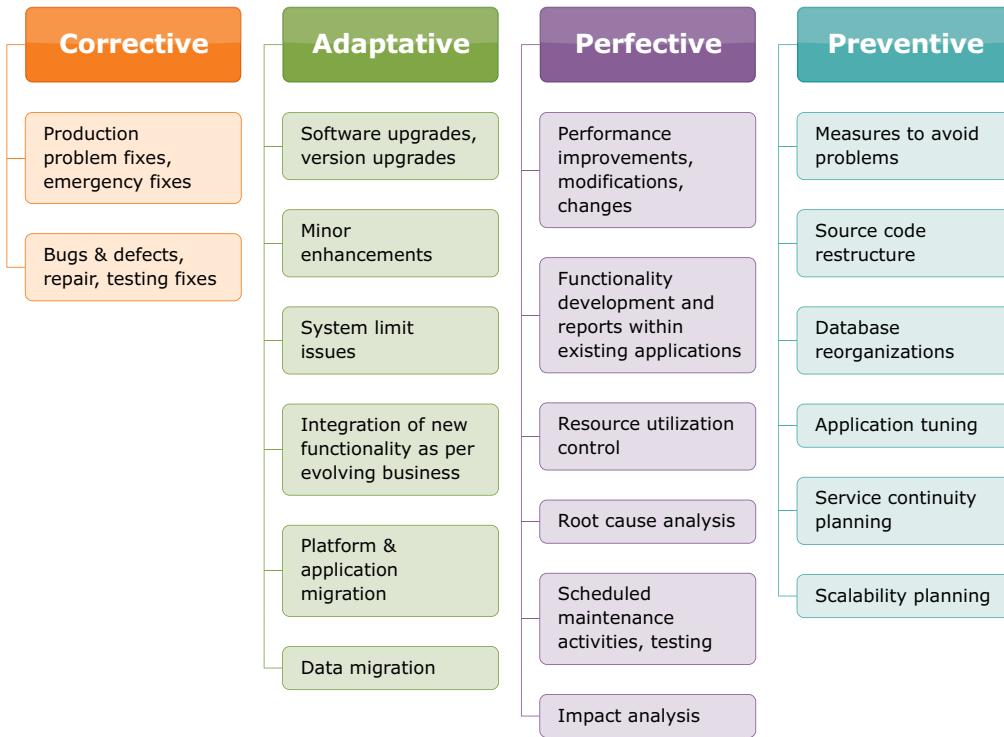 Corrective
Production
problem fixes,
emergency fixes
Bugs & defects,
repair, testing fixes
Adaptative
Software upgrades,
version upgrades
Minor
enhancements
System limit
issues
Integration of new
functionality as per
evolving business
Platform &
application
migration
Data migration
Perfective
Performance
improvements,
modifications,
changes
Functionality
development and
reports within
existing applications
Resource utilization
control
Root cause analysis
Scheduled
maintenance
activities, testing
Impact analysis
Preventive
Measures to avoid
problems
Source code
restructure
Database
reorganizations
Application tuning
Service continuity
planning
Scalability planning